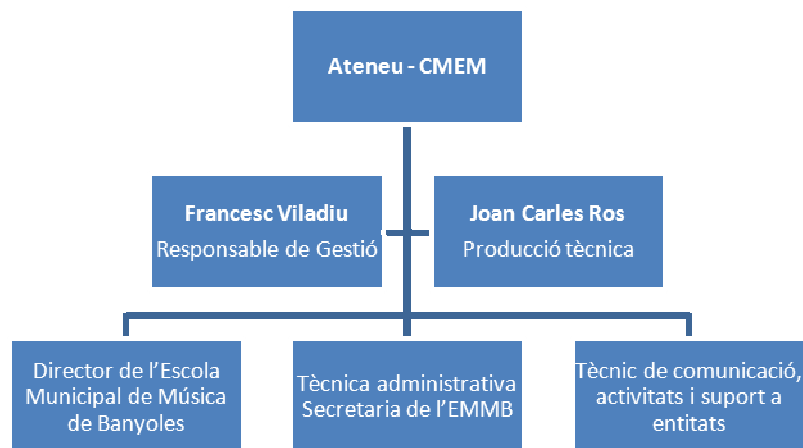 Ateneu - CMEM
Francesc Viladiu
Responsable de Gestió
Joan Carles Ros
Producció tècnica
Director de l’Escola
Municipal de Música
de Banyoles
Tècnica administrativa
Secretaria de l’EMMB
Tècnic de comunicació,
activitats i suport a
entitats